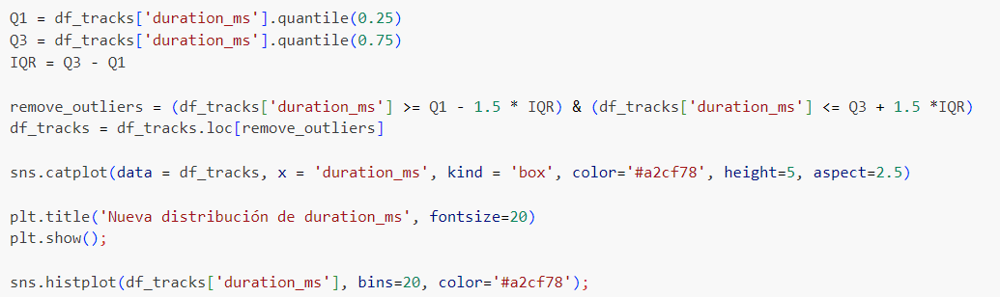 Q1 = df_tracks['duration_ms'].quantile(0.25)
Q3 = df_tracks['duration_ms'].quantile(0.75)
IQR = Q3 - Q1
remove_outliers = (df_tracks['duration_ms'] >= Q1 - 1.5 * IQR) & (df_tracks['duration_ms'] <= Q3 + 1.5 *IQR)
df_tracks = df_tracks.loc[remove_outliers]
sns.catplot(data = df_tracks, x = 'duration_ms', kind = 'box', color='#a2cf78', height=5, aspect=2.5)
plt.title('Nueva distribución de duration_ms', fontsize=20)
plt.show();
sns.histplot(df_tracks['duration_ms'], bins=20, color='#a2cf78');